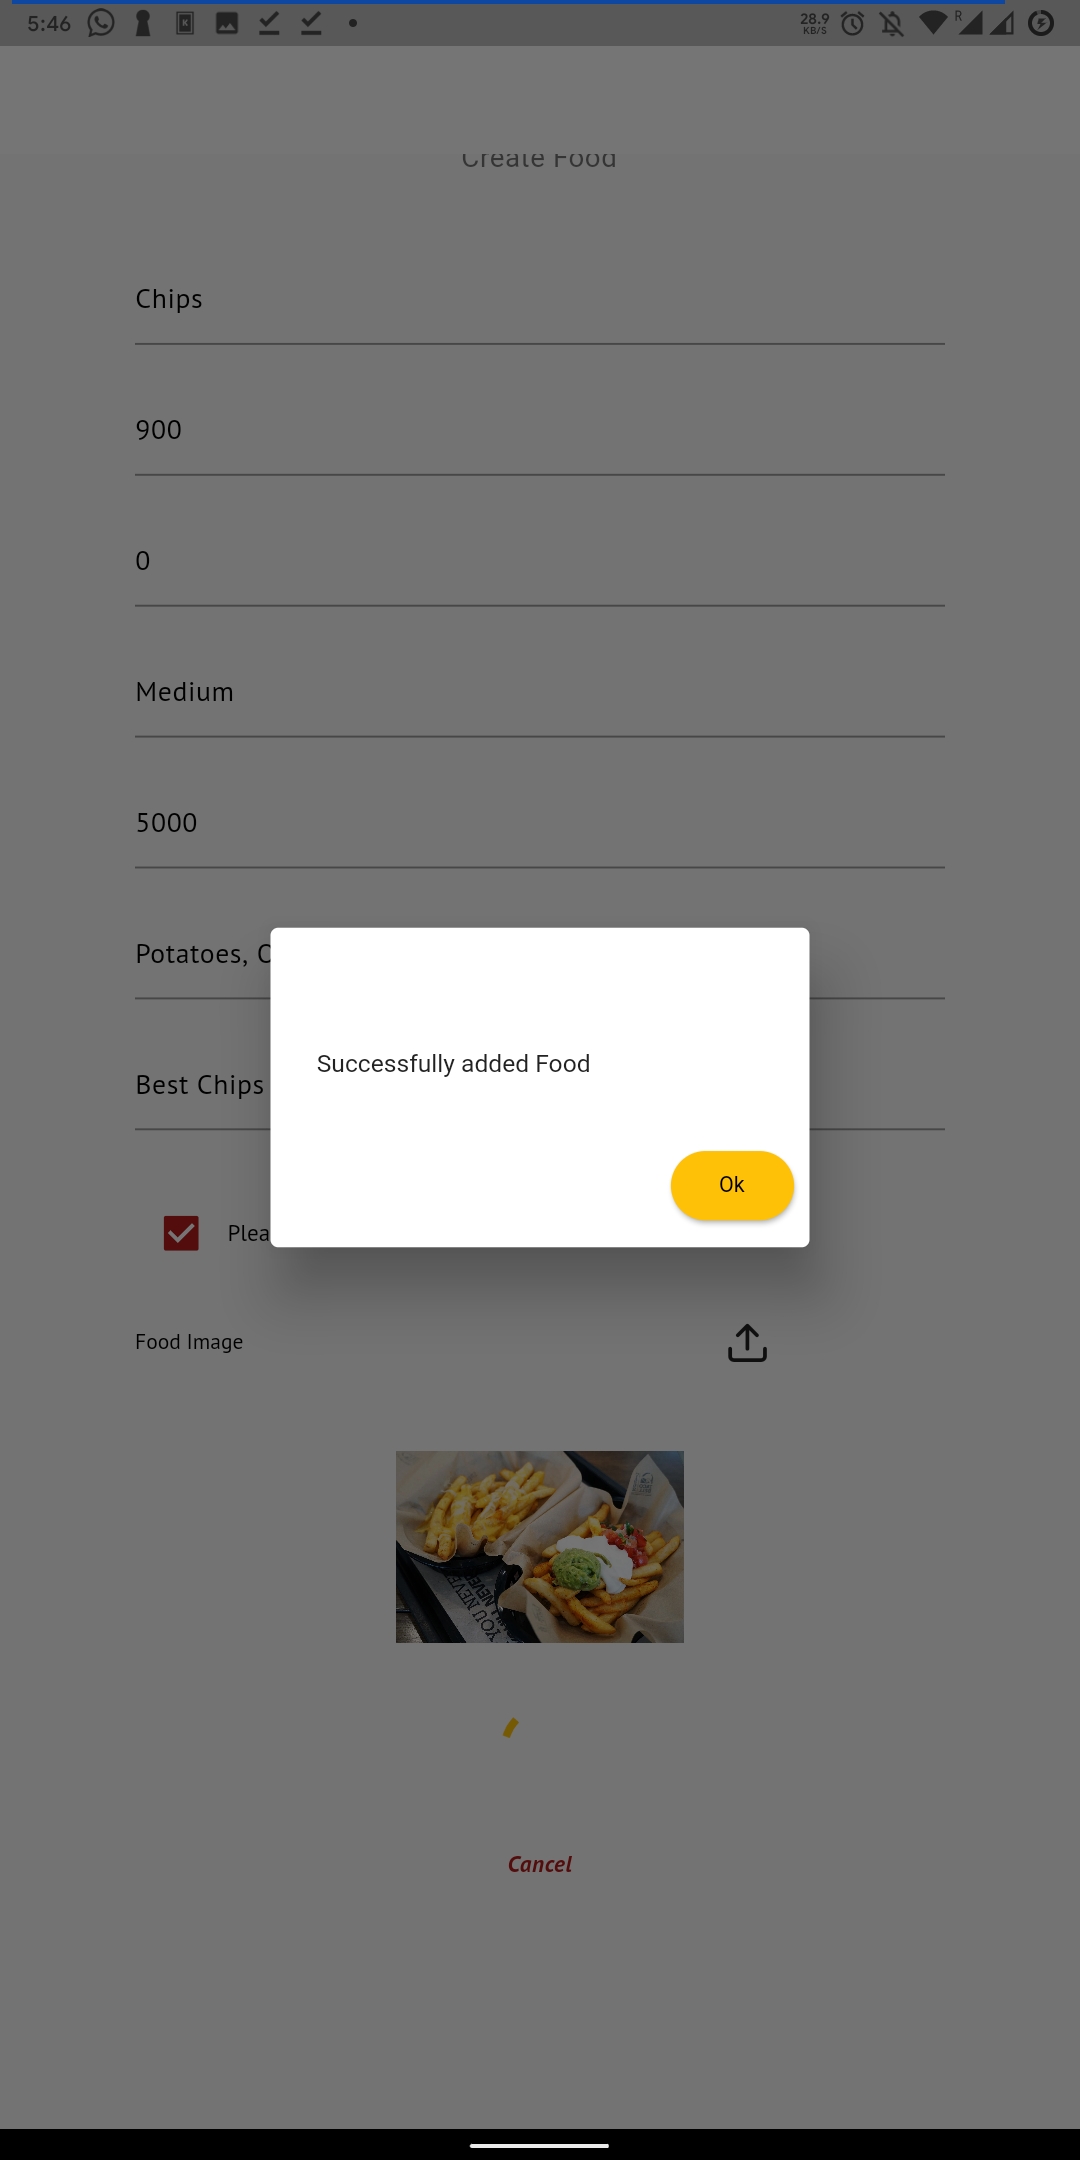 5:46
28.9
KB/S
R
Create Food
Chips
900
0
Medium
5000
Potatoes,
Best Chips
Successfully added Food
Ok
Food Image
YOU NEVE
NEVER
Cancel